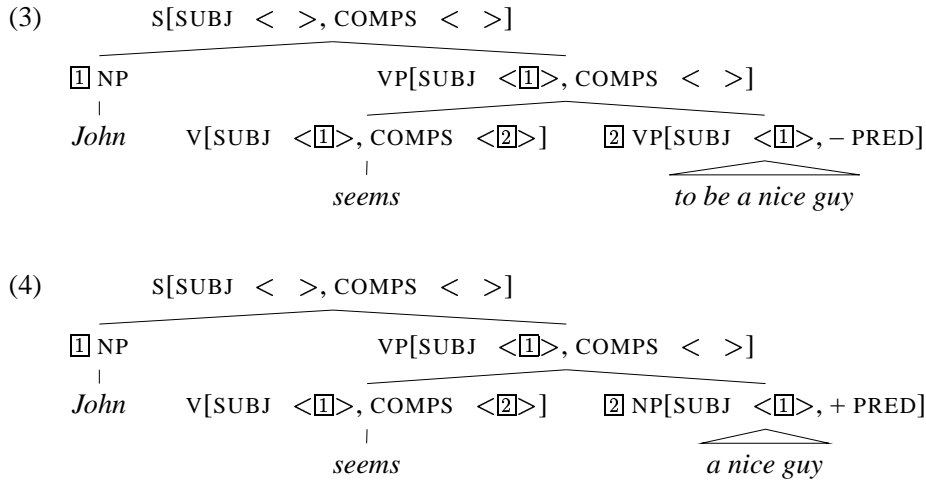 (3) S[SUBJ < >, COMPS < >]
1 NP VP[SUBJ <1>, COMPS < >]
John V[SUBJ <1>, COMPS <2>] 2 VP[SUBJ <1>, − PRED]
seems to be a nice guy
(4) S[SUBJ < >, COMPS < >]
1 NP VP[SUBJ <1>, COMPS < >]
John V[SUBJ <1>, COMPS <2>] 2 NP[SUBJ <1>, + PRED]
seems a nice guy